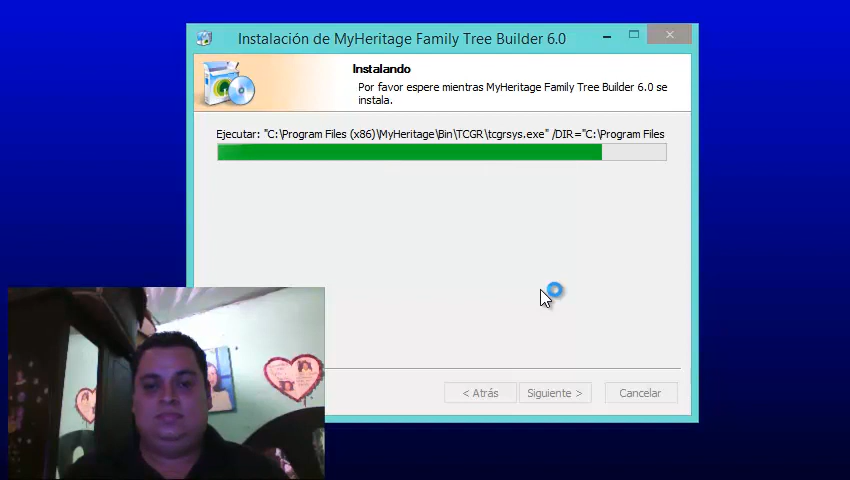 Instalación de MyHeritage Family Tree Builder 6.0
Instalando
Por favor espere mientras MyHeritage Family Tree Builder 6.0 se
instala.
Ejecutar: "C:\Program Files (x86)\MyHeritage\Bin\TCGR\tcgrsys.exe" /DIR="C:\Program Files
< Atrás
Siguiente >
Cancelar